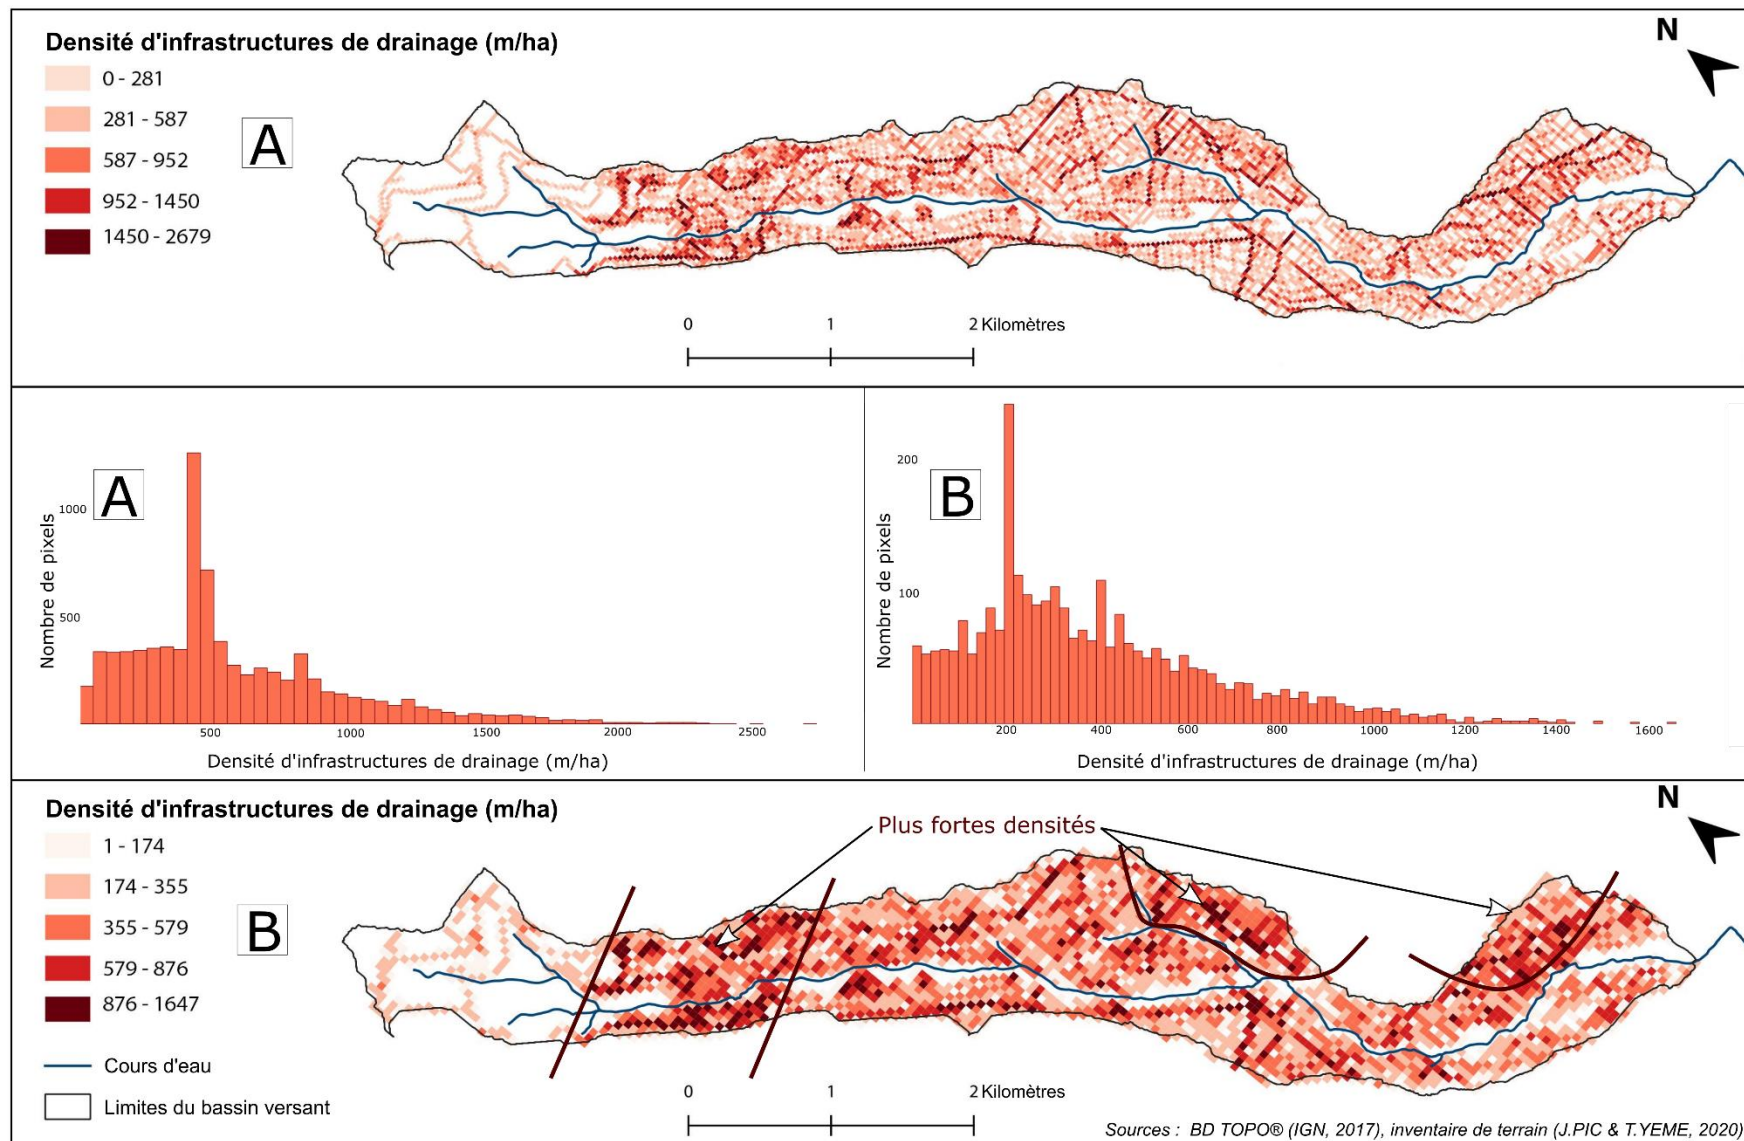 Densité d'infrastructures de drainage (m/ha)
0 - 281
281 - 587
587 - 952
952 - 1450
1450 - 2679
A
N
0 1 2 Kilomètres
A
Nombre de pixels
1000
500
500 1000 1500 2000 2500
Densité d'infrastructures de drainage (m/ha)
B
Nombre de pixels
200
100
200 400 600 800 1000 1200 1400 1600
Densité d'infrastructures de drainage (m/ha)
Densité d'infrastructures de drainage (m/ha)
1 - 174
174 - 355
355 - 579
579 - 876
876 - 1647
Cours d'eau
Limites du bassin versant
B
Plus fortes densités
N
0 1 2 Kilomètres
Sources : BD TOPO® (IGN, 2017), inventaire de terrain (J.PIC & T.YEME, 2020)